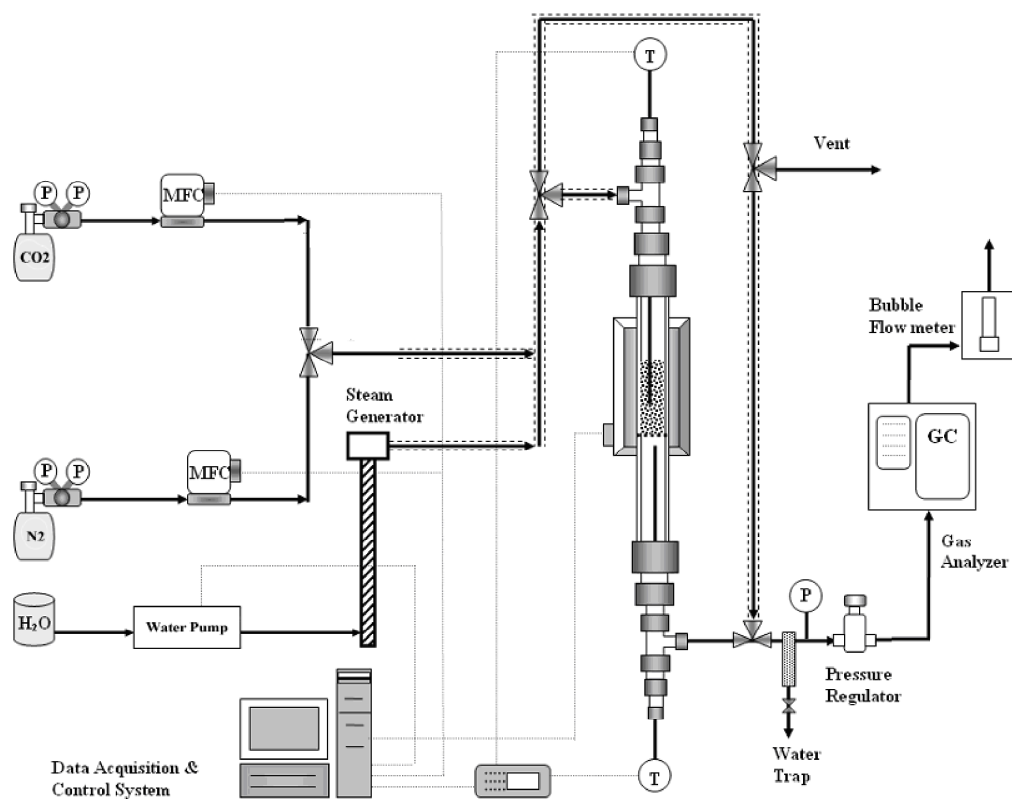 T
Vent
P P
MFC
CO2
Bubble
Flow meter
Steam
Generator
GC
P P
MFC
N2
Gas
Analyzer
H₂O
Water Pump
P
Pressure
Regulator
Water
Trap
T
Data Acquisition &
Control System